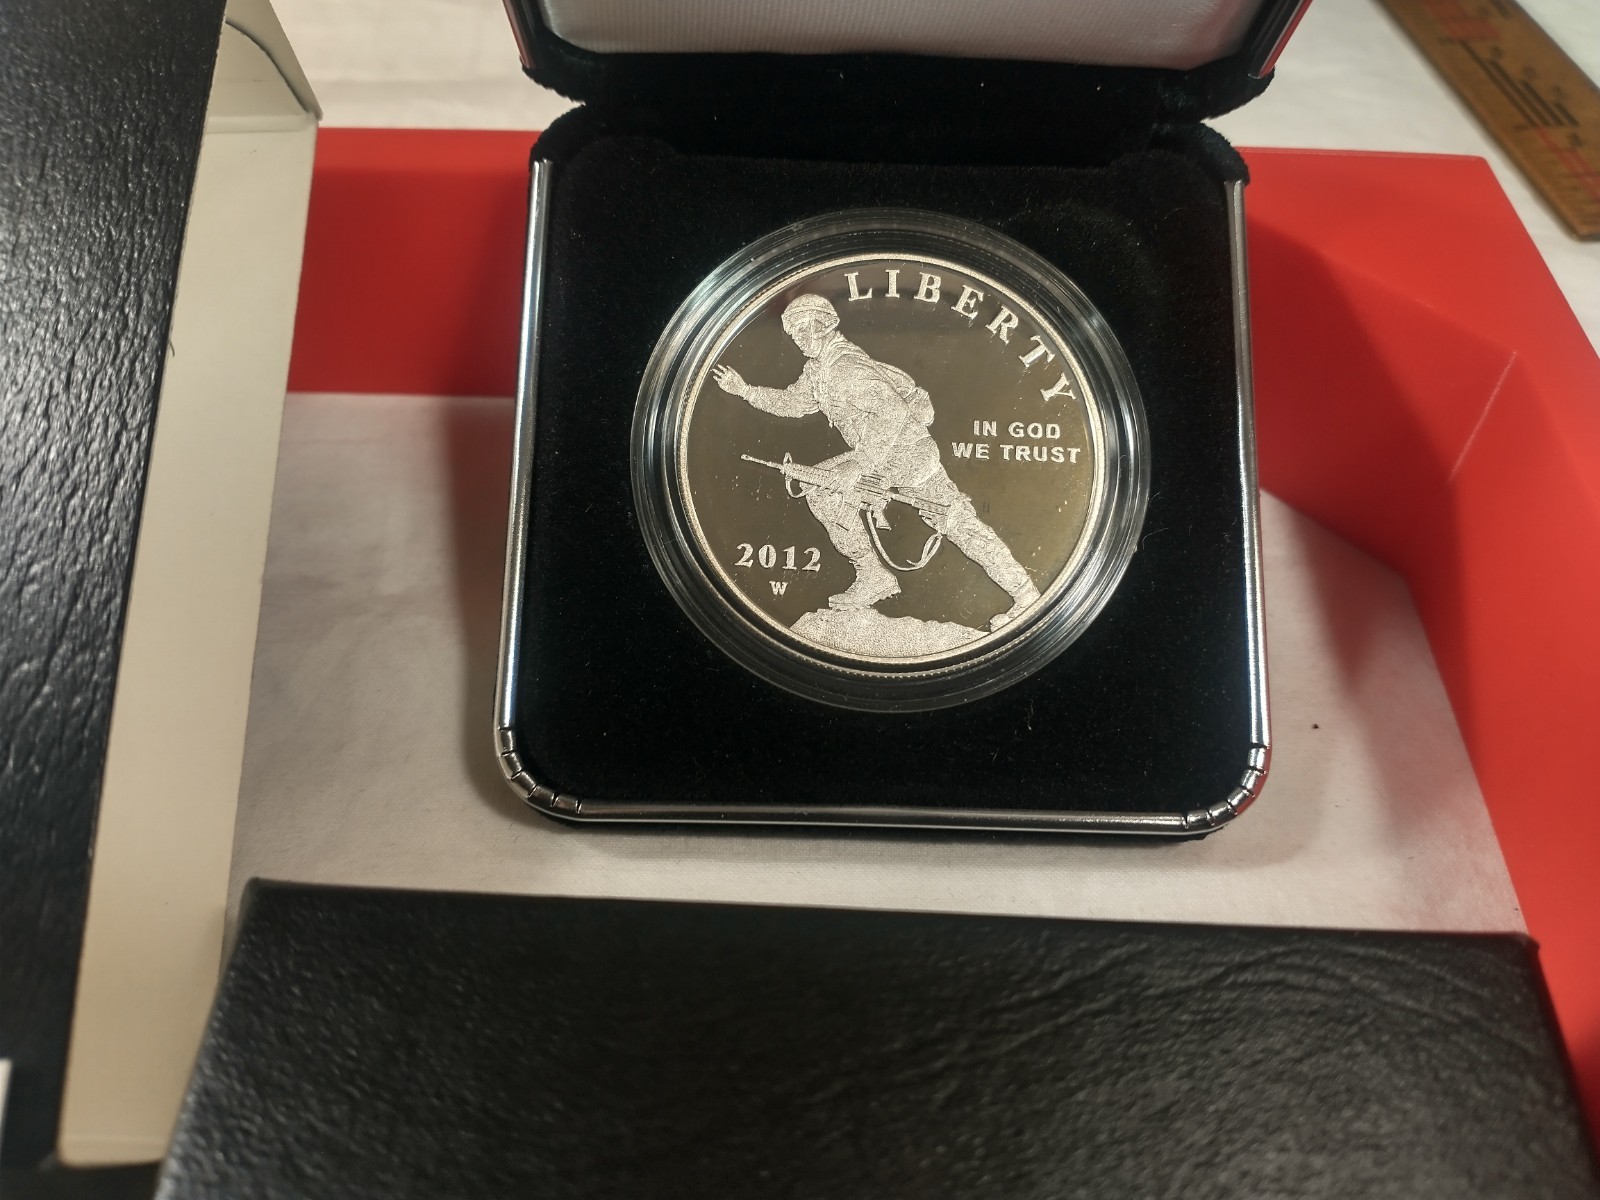 LIBERTY
IN GOD
WE TRUST
2012
W